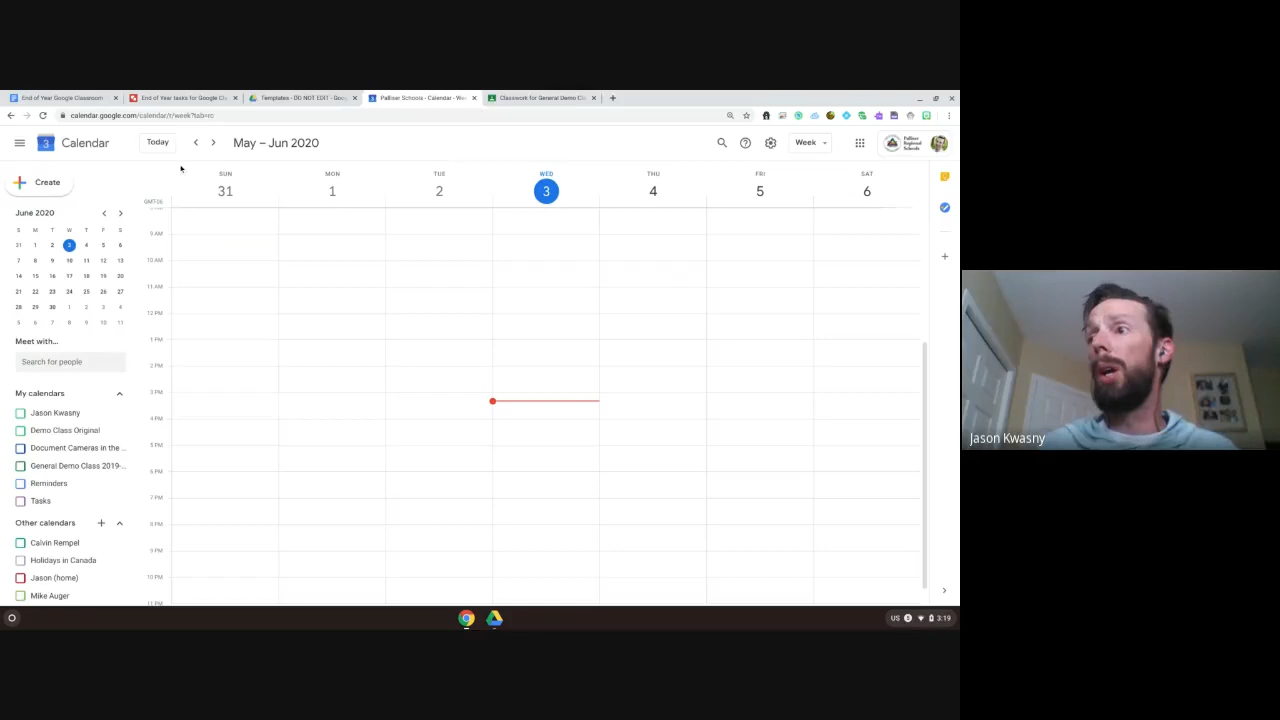 End of Year Google Classroom
End of Year tasks for Google Cl
Templates - DO NOT EDIT - Goo
Palliser Schools - Calendar - We
Classwork for General Demo Cl
calendar.google.com/calendar/r/week?tab=rc
3
Calendar
Today
May – Jun 2020
Week
Palliser
Regional
Schools
Create
June 2020
S M T W T F S
31 1 2 3 4 5 6
7 8 9 10 11 12 13
14 15 16 17 18 19 20
21 22 23 24 25 26 27
28 29 30 1 2 3 4
5 6 7 8 9 10 11
Meet with...
Search for people
My calendars
Jason Kwasny
Demo Class Original
Document Cameras in the ...
General Demo Class 2019-...
Reminders
Tasks
Other calendars
Calvin Rempel
Holidays in Canada
Jason (home)
Mike Auger
SUN MON TUE WED THU FRI SAT
31 1 2 3 4 5 6
GMT-06
9 AM
10 AM
11 AM
12 PM
1 PM
2 PM
3 PM
4 PM
5 PM
6 PM
7 PM
8 PM
9 PM
10 PM
11 PM
US 3:19
Jason Kwasny